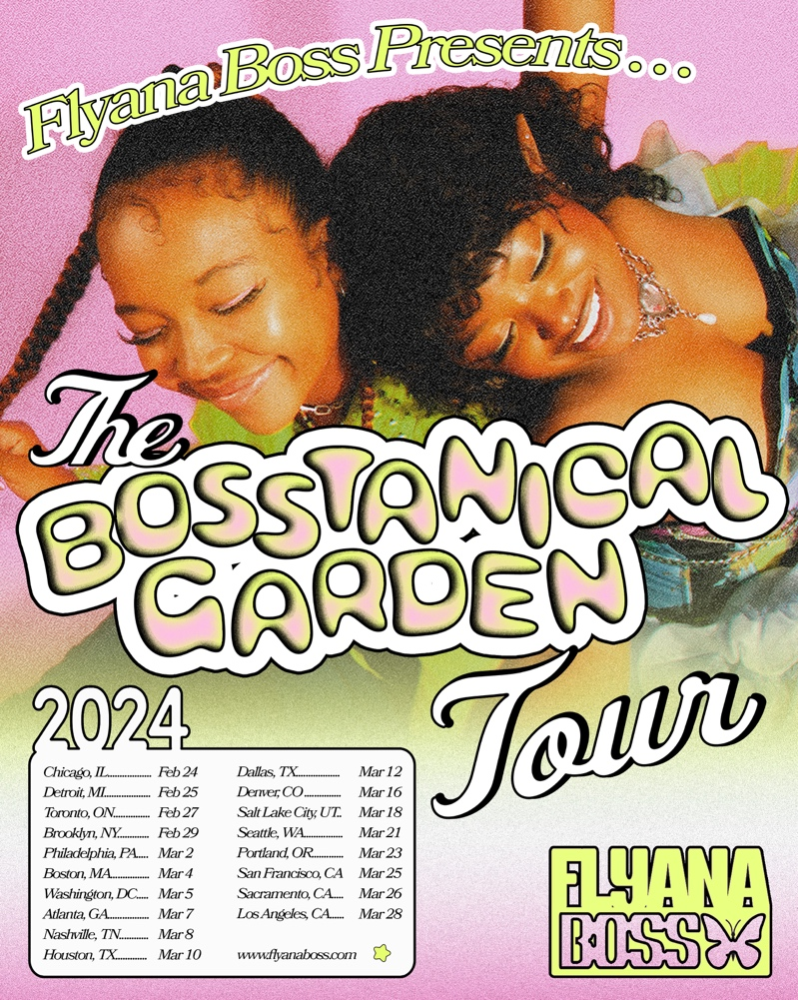 Flyana Boss Presents...
The
BOSSTANICAL
GARDEN
Tour
2024
Chicago, IL.................... Feb 24
Detroit, MI.................... Feb 25
Toronto, ON................ Feb 27
Brooklyn, NY............. Feb 29
Philadelphia, PA..... Mar 2
Boston, MA................. Mar 4
Washington, DC..... Mar 5
Atlanta, GA.................. Mar 7
Nashville, TN............. Mar 8
Houston, TX............. Mar 10
Dallas, TX................... Mar 12
Denver, CO ................ Mar 16
Salt Lake City, UT.. Mar 18
Seattle, WA................. Mar 21
Portland, OR.............. Mar 23
San Francisco, CA Mar 25
Sacramento, CA..... Mar 26
Los Angeles, CA...... Mar 28
www.flyanaboss.com
FLYANA
BOSS